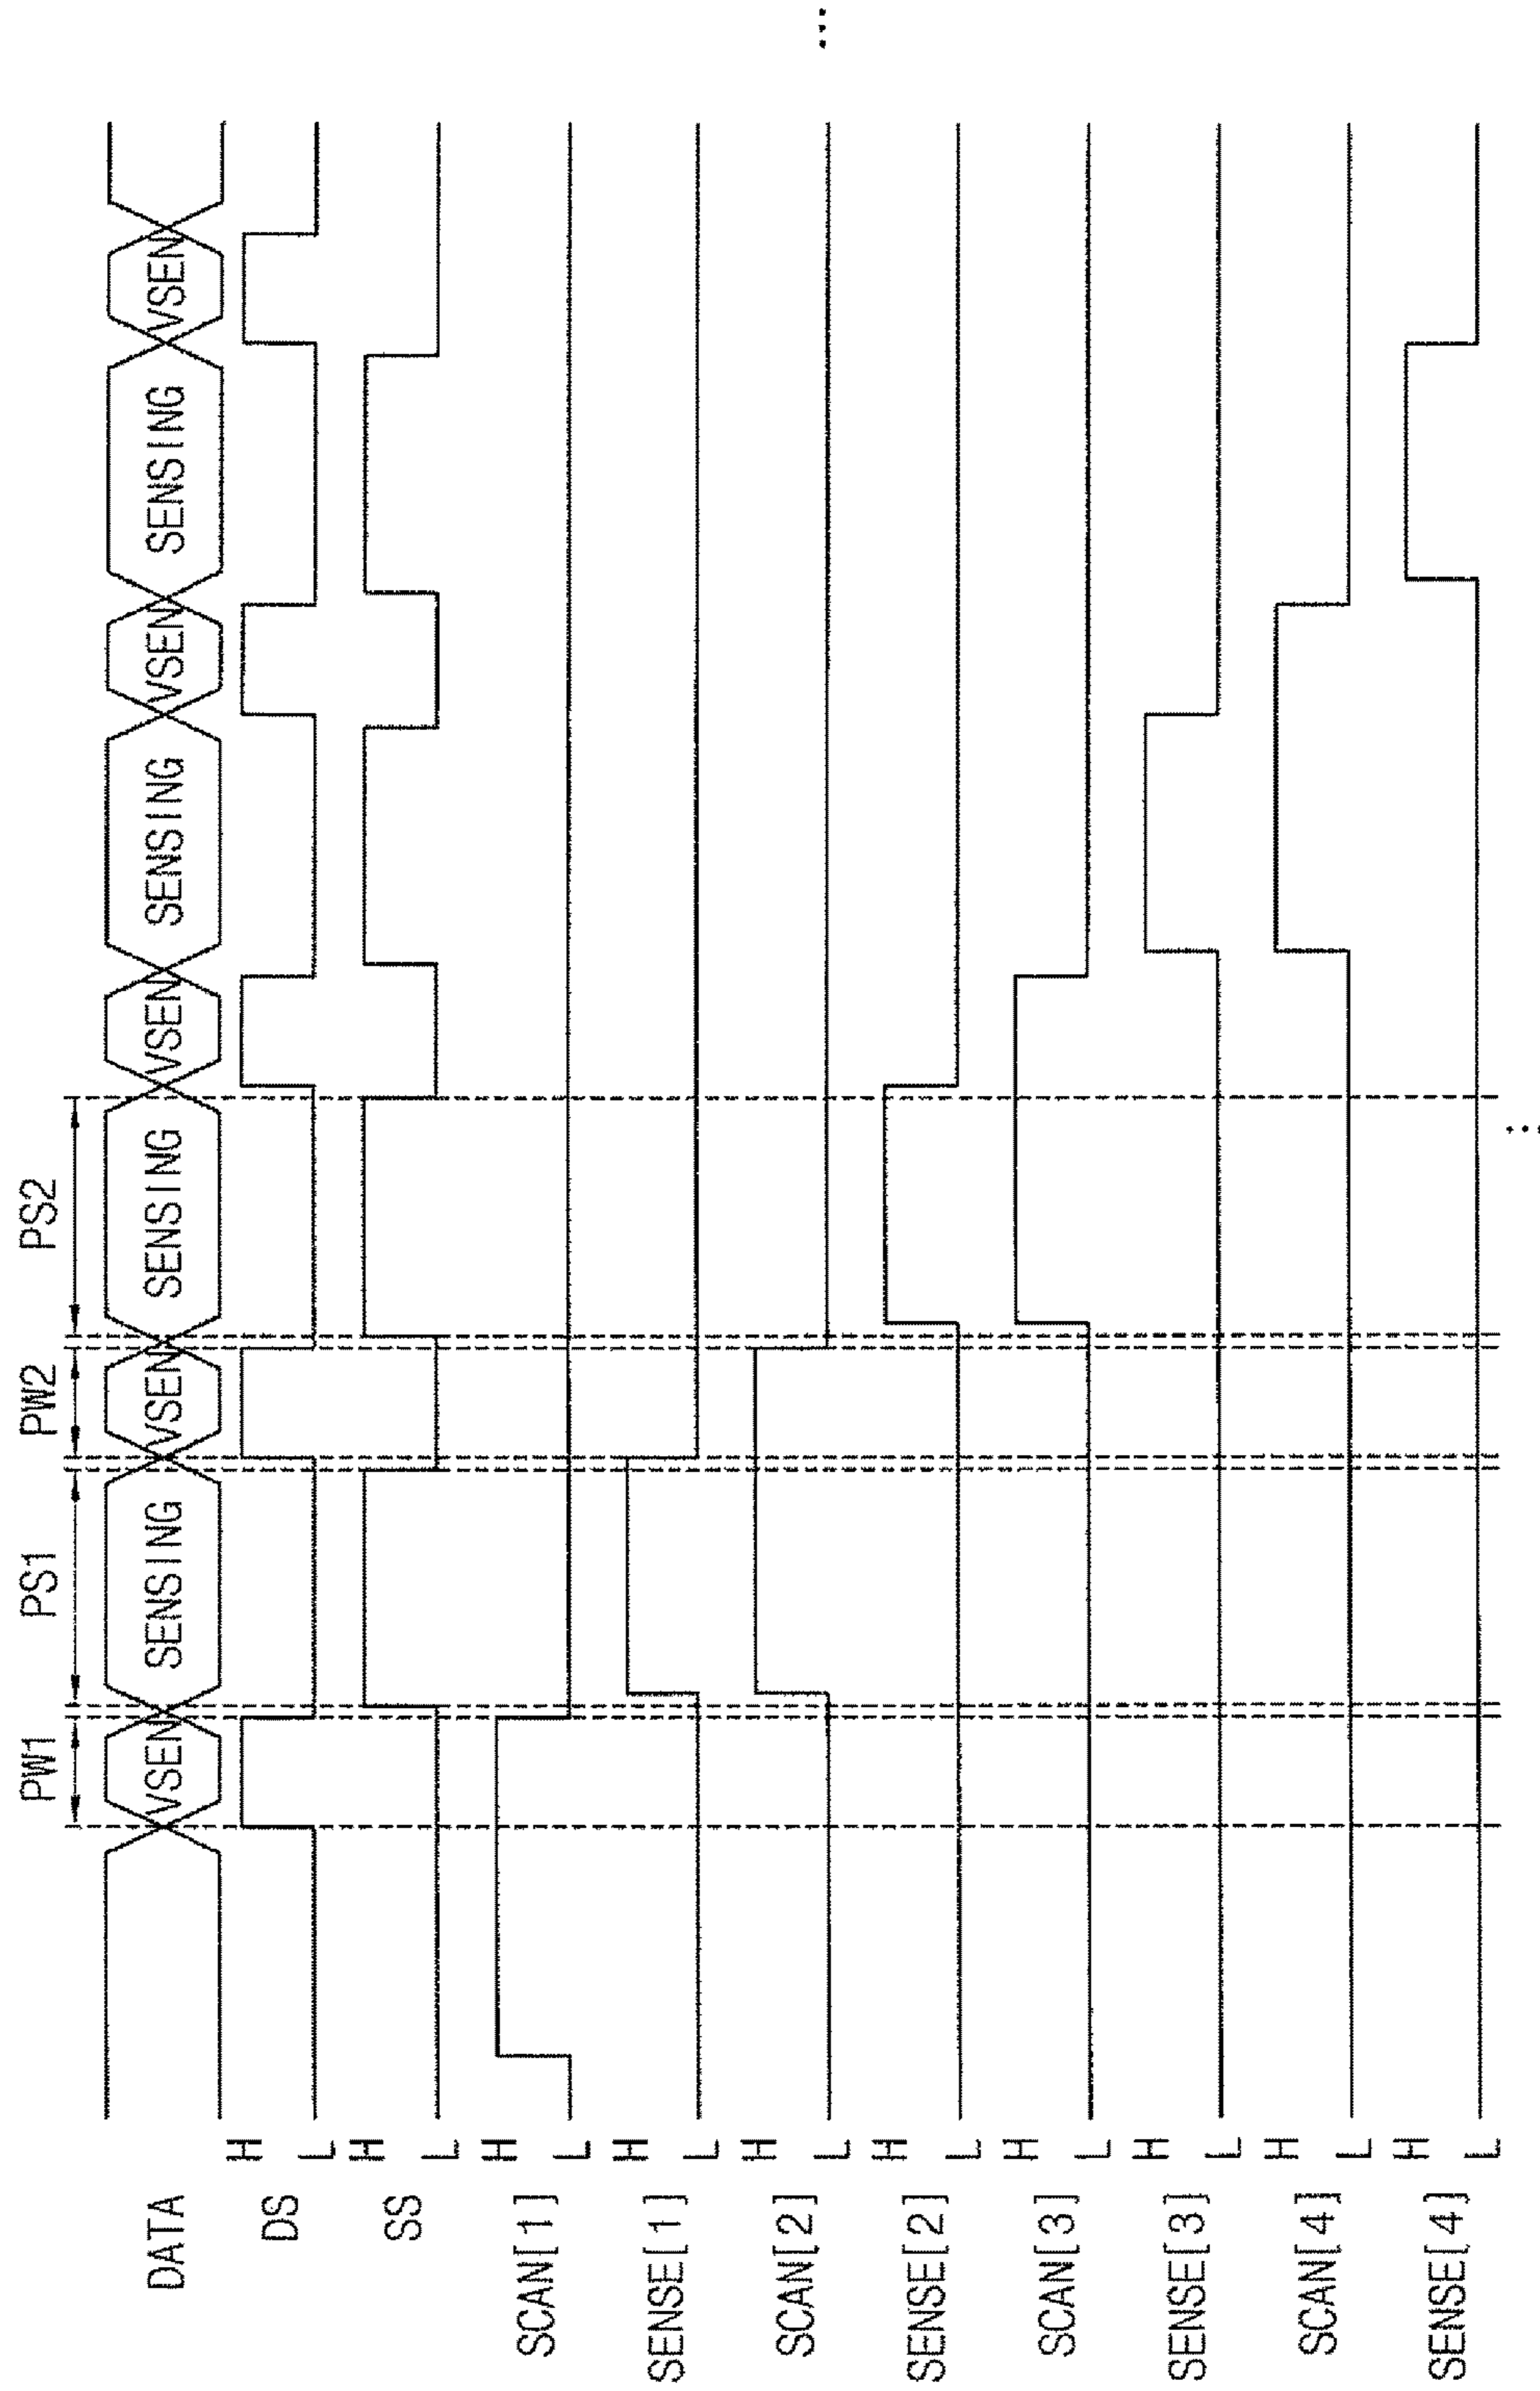 PW1 PS1 PW2 PS2
DATA VSEN SENSING VSEN SENSING VSEN SENSING VSEN SENSING VSEN
DS H L
SS H L
SCAN[1] H L
SENSE[1] H L
SCAN[2] H L
SENSE[2] H L
SCAN[3] H L
SENSE[3] H L
SCAN[4] H L
SENSE[4] H L